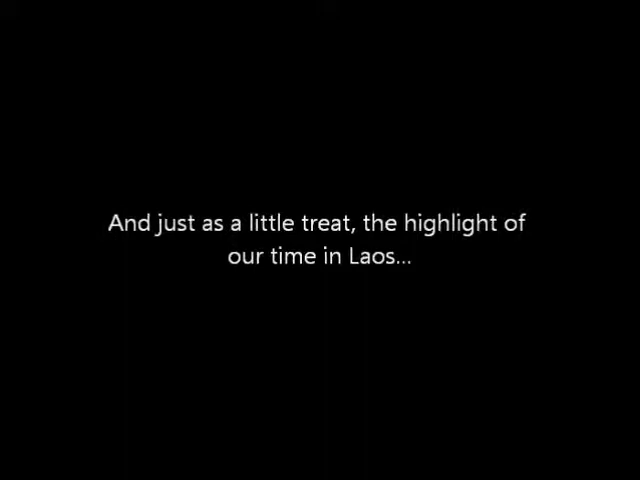 And just as a little treat, the highlight of
our time in Laos...